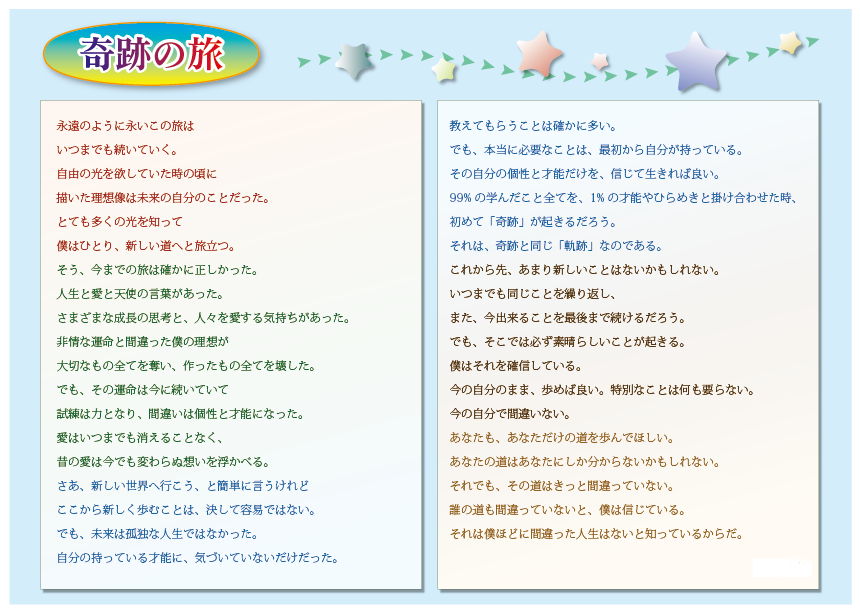 奇跡の旅
永遠のように永いこの旅は
いつまでも続いていく。
自由の光を欲していた時の頃に
描いた理想像は未来の自分のことだった。
とても多くの光を知って
僕はひとり、新しい道へと旅立つ。
そう、今までの旅は確かに正しかった。
人生と愛と天使の言葉があった。
さまざまな成長の思考と、人々を愛する気持ちがあった。
非情な運命と間違った僕の理想が
大切なもの全てを奪い、作ったもの全てを壊した。
でも、その運命は今に続いていて
試練は力となり、間違いは個性と才能になった。
愛はいつまでも消えることなく、
昔の愛は今でも変わらぬ想いを浮かべる。
さあ、新しい世界へ行こう、と簡単に言うけれど
ここから新しく歩むことは、決して容易ではない。
でも、未来は孤独な人生ではなかった。
自分の持っている才能に、気づいていないだけだった。
教えてもらうことは確かに多い。
でも、本当に必要なことは、最初から自分が持っている。
その自分の個性と才能だけを、信じて生きれば良い。
99%の学んだこと全てを、1%の才能やひらめきと掛け合わせた時、
初めて「奇跡」が起きるだろう。
それは、奇跡と同じ「軌跡」なのである。
これから先、あまり新しいことはないかもしれない。
いつまでも同じことを繰り返し、
また、今出来ることを最後まで続けるだろう。
でも、そこでは必ず素晴らしいことが起きる。
僕はそれを確信している。
今の自分のまま、歩めば良い。特別なことは何も要らない。
今の自分で間違いない。
あなたも、あなただけの道を歩んでほしい。
あなたの道はあなたにしか分からないかもしれない。
それでも、その道はきっと間違っていない。
誰の道も間違っていないと、僕は信じている。
それは僕ほどに間違った人生はないと知っているからだ。